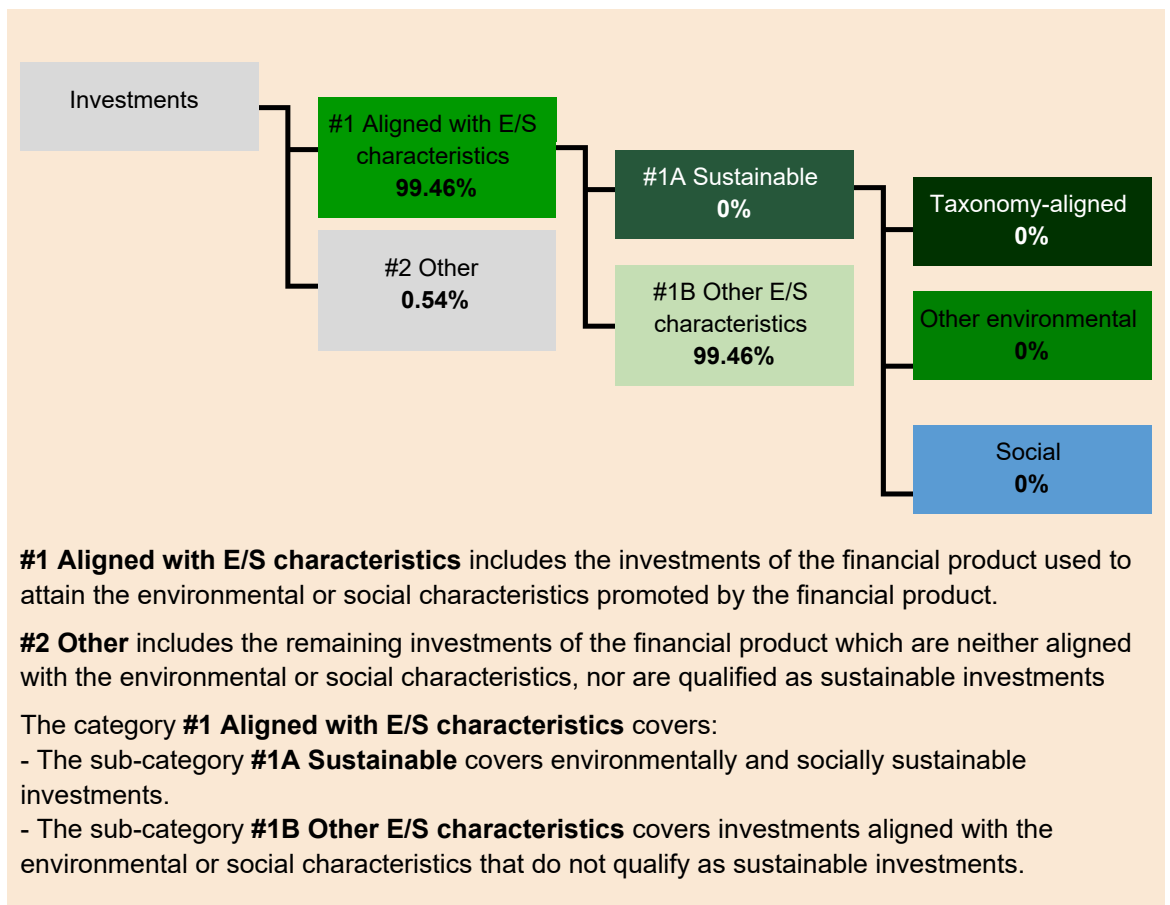 Investments
#1 Aligned with E/S
characteristics
99.46%
#2 Other
0.54%
#1A Sustainable
0%
#1B Other E/S
characteristics
99.46%
Taxonomy-aligned
0%
Other environmental
0%
Social
0%
#1 Aligned with E/S characteristics includes the investments of the financial product used to
attain the environmental or social characteristics promoted by the financial product.
#2 Other includes the remaining investments of the financial product which are neither aligned
with the environmental or social characteristics, nor are qualified as sustainable investments
The category #1 Aligned with E/S characteristics covers:
- The sub-category #1A Sustainable covers environmentally and socially sustainable
investments.
- The sub-category #1B Other E/S characteristics covers investments aligned with the
environmental or social characteristics that do not qualify as sustainable investments.